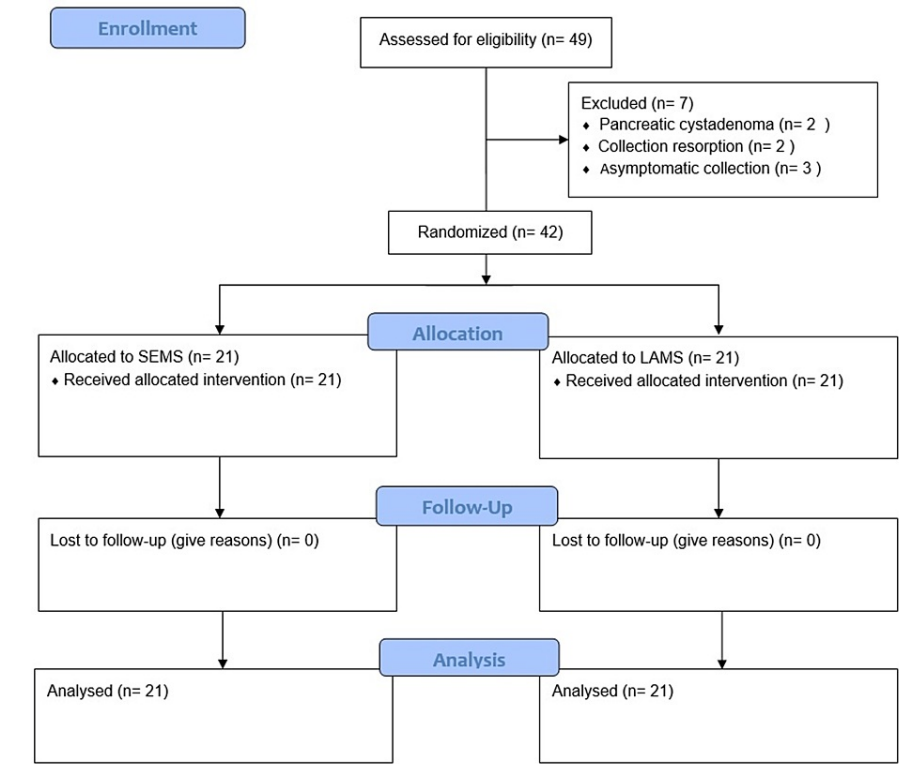 Enrollment
Assessed for eligibility (n= 49)
Excluded (n= 7)
♦ Pancreatic cystadenoma (n= 2 )
♦ Collection resorption (n= 2 )
♦ Asymptomatic collection (n= 3 )
Randomized (n= 42)
Allocation
Allocated to SEMS (n= 21)
♦ Received allocated intervention (n= 21)
Allocated to LAMS (n= 21)
♦ Received allocated intervention (n= 21)
Follow-Up
Lost to follow-up (give reasons) (n= 0)
Lost to follow-up (give reasons) (n= 0)
Analysis
Analysed (n= 21)
Analysed (n= 21)